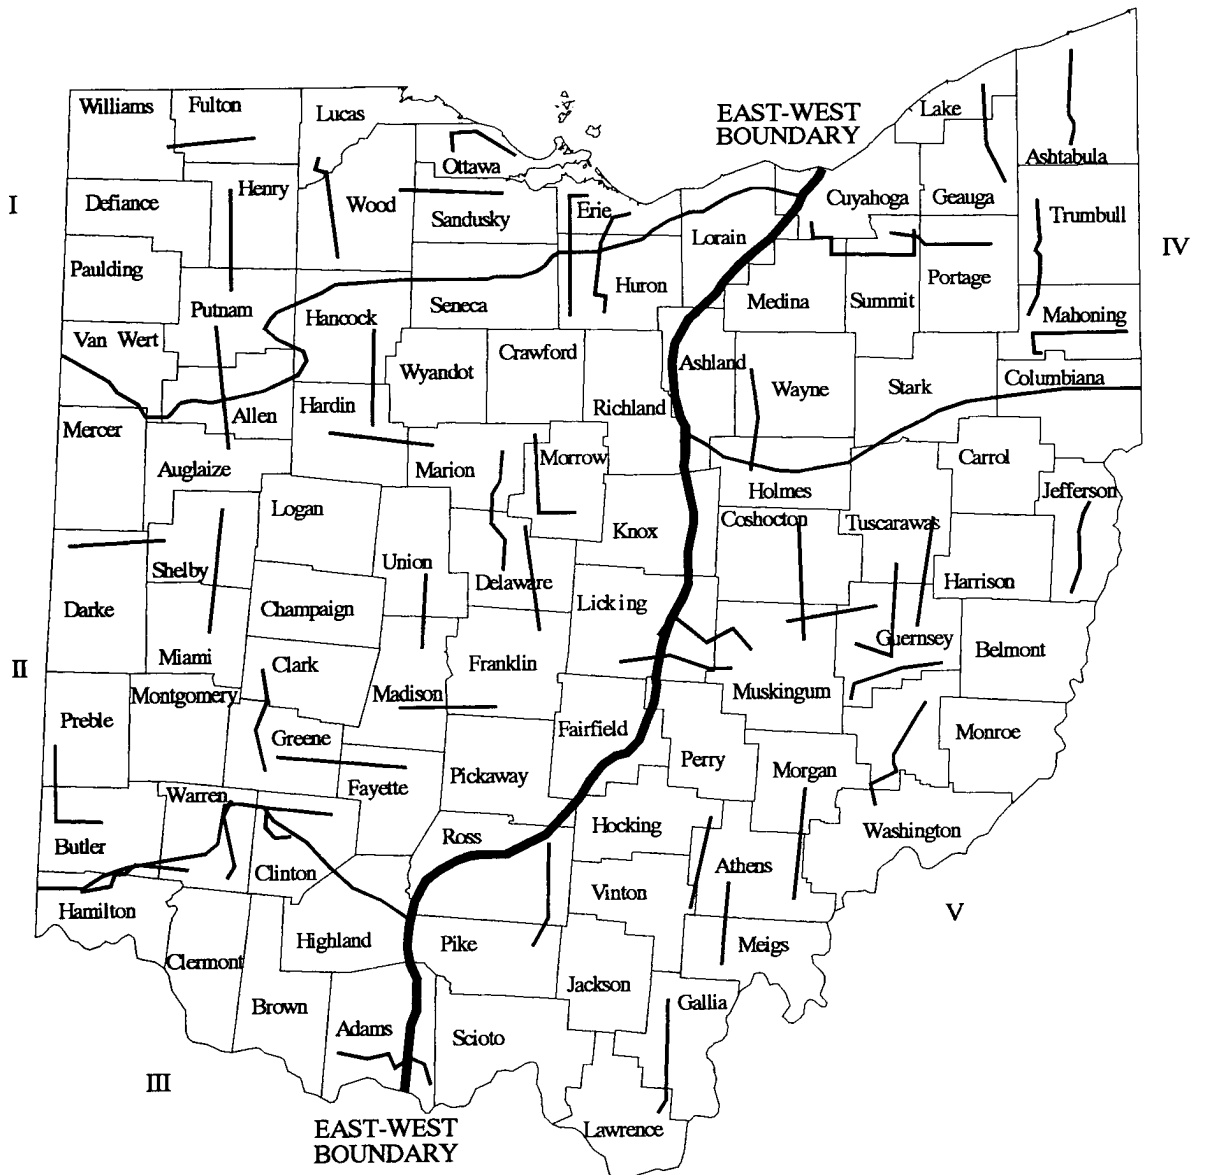 Williams
Fulton
Lucas
EAST-WEST
BOUNDARY
Lake
Ashtabula
Ottawa
Henry
Wood
Defiance
Sandusky
Erie
Lorain
Cuyahoga
Geauga
Trumbull
I
IV
Paulding
Putnam
Hancock
Seneca
Huron
Medina
Summit
Portage
Mahoning
Van Wert
Wyandot
Crawford
Ashland
Wayne
Stark
Columbiana
Allen
Hardin
Richland
Mercer
Auglaize
Marion
Morrow
Carrol
Holmes
Jefferson
Logan
Knox
Coshocton
Tuscarawas
Shelby
Union
Delaware
Harrison
Darke
Champaign
Licking
Guernsey
Belmont
Miami
Clark
Franklin
II
Montgomery
Madison
Muskingum
Preble
Greene
Fairfield
Perry
Monroe
Fayette
Pickaway
Morgan
Warren
Butler
Ross
Hocking
Washington
Clinton
Vinton
Athens
Hamilton
V
Highland
Pike
Meigs
Clermont
Jackson
Brown
Gallia
Adams
Scioto
III
EAST-WEST
BOUNDARY
Lawrence